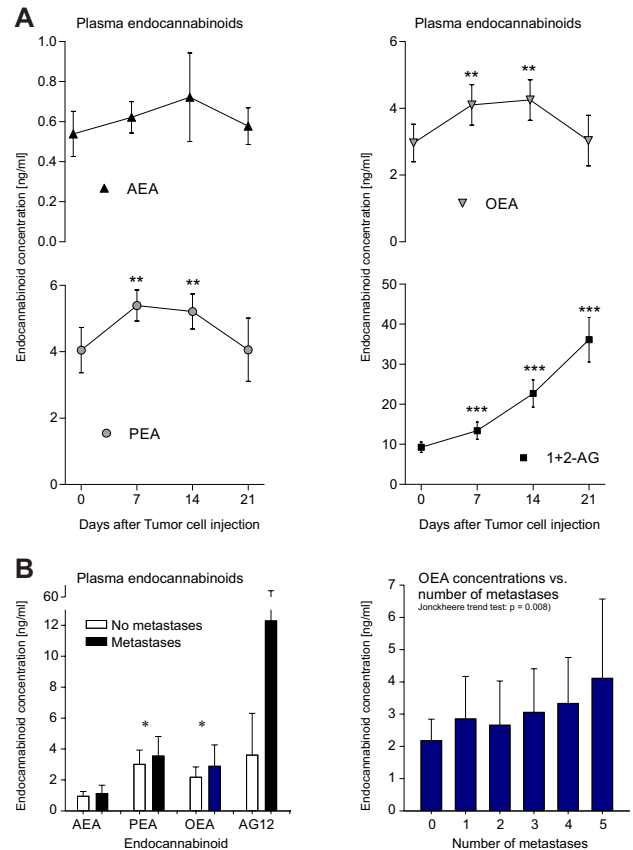 A
Plasma endocannabinoids
Endocannabinoid concentration [ng/ml]
1.0
0.8
0.6
0.4
0.2
0.0
AEA
6
4
2
0
** **
PEA
0 7 14 21
Days after Tumor cell injection
Plasma endocannabinoids
Endocannabinoid concentration [ng/ml]
6
4
2
0
** **
OEA
50
40
30
20
10
0
***
***
***
1+2-AG
0 7 14 21
Days after Tumor cell injection
B
Plasma endocannabinoids
Endocannabinoid concentration [ng/ml]
60
12
10
8
6
4
2
0
No metastases
Metastases
* *
AEA PEA OEA AG12
Endocannabinoid
OEA concentrations vs.
number of metastases
Jonckheere trend test: p = 0.008)
Endocannabinoid concentration [ng/ml]
7
6
5
4
3
2
1
0
0 1 2 3 4 5
Number of metastases